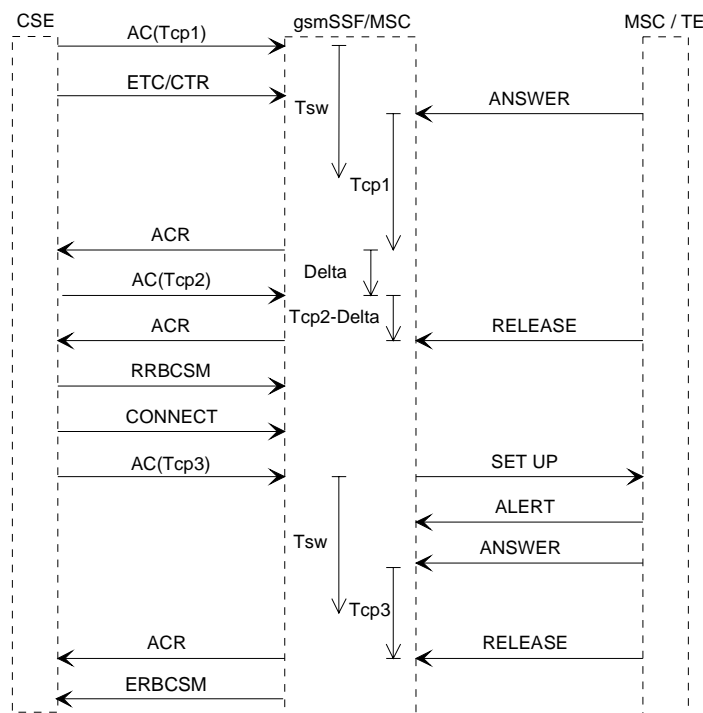 CSE gsmSSF/MSC MSC / TE
AC(Tcp1)
ETC/CTR
ANSWER
Tsw
Tcp1
ACR
Delta
AC(Tcp2)
Tcp2-Delta
ACR
RELEASE
RRBCSM
CONNECT
AC(Tcp3)
SET UP
ALERT
Tsw
ANSWER
Tcp3
ACR
RELEASE
ERBCSM